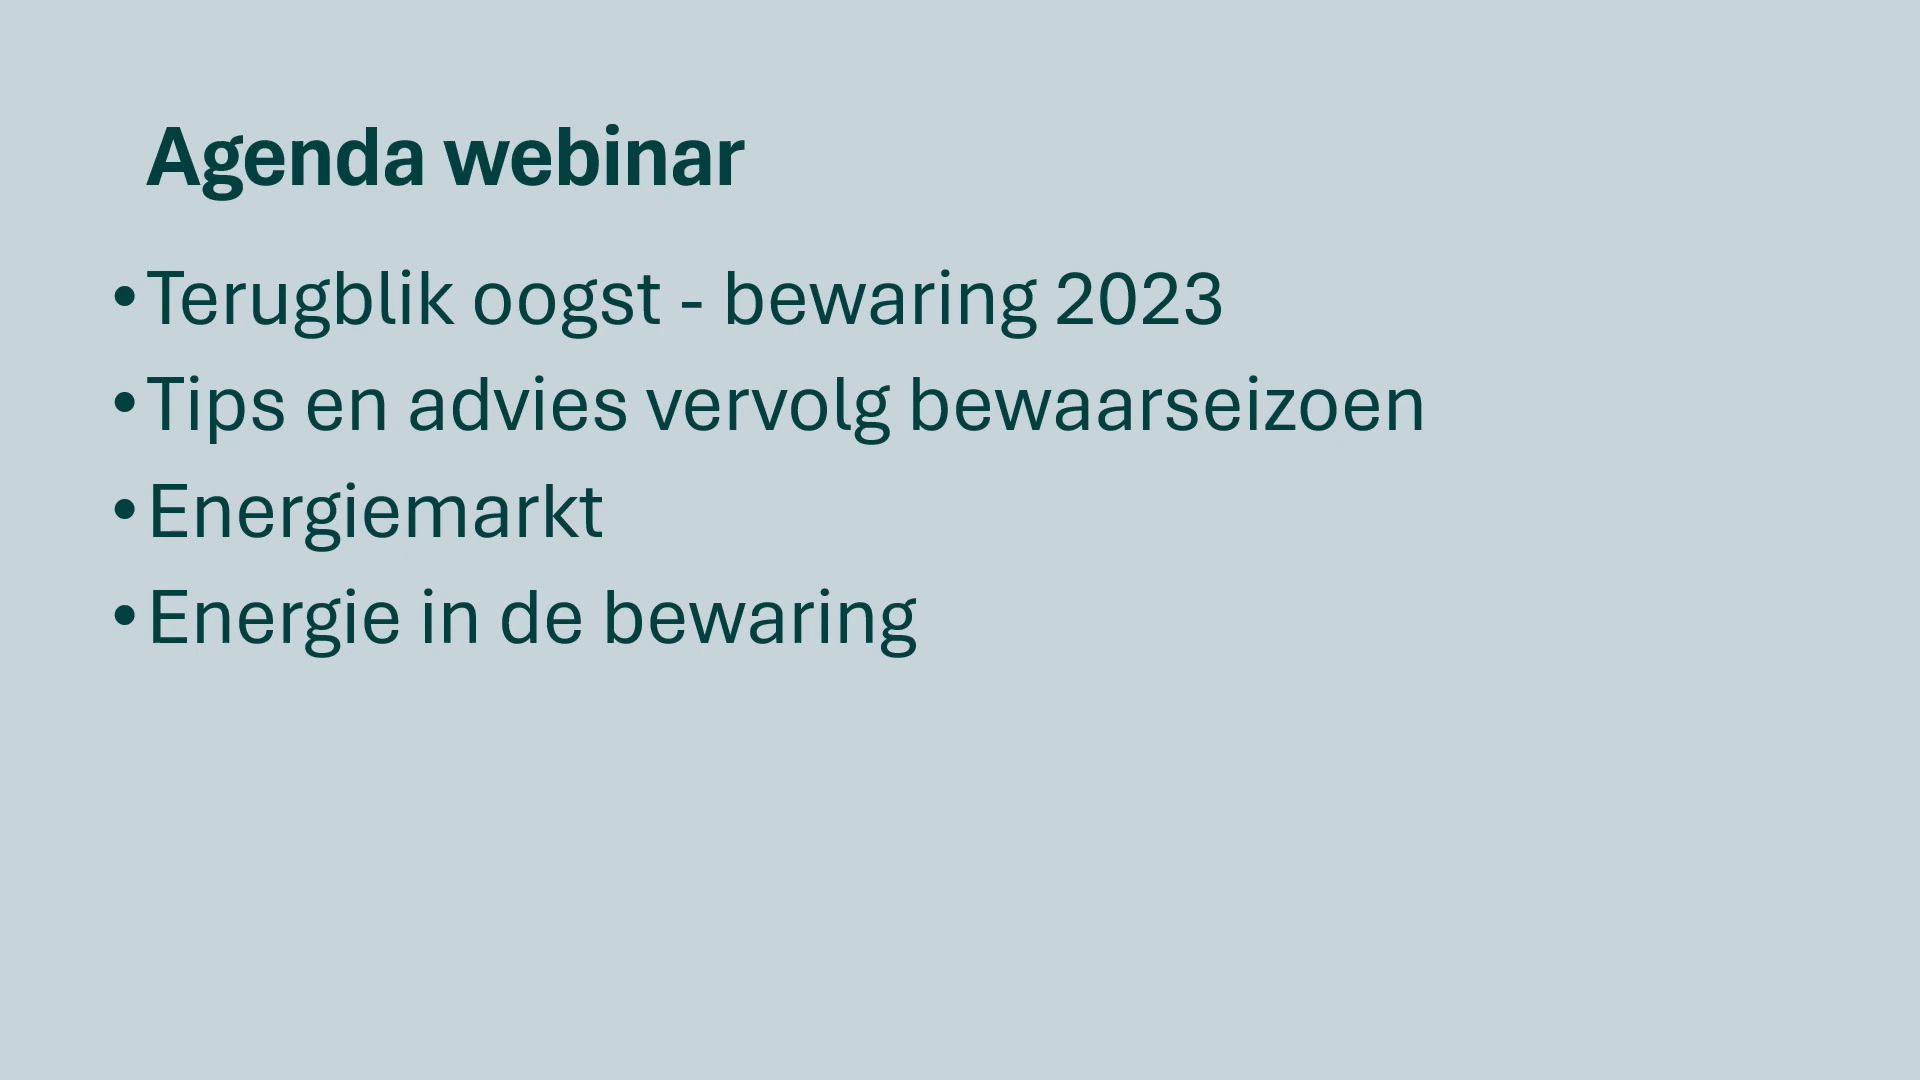 Agenda webinar
• Terugblik oogst - bewaring 2023
• Tips en advies vervolg bewaarseizoen
• Energiemarkt
• Energie in de bewaring